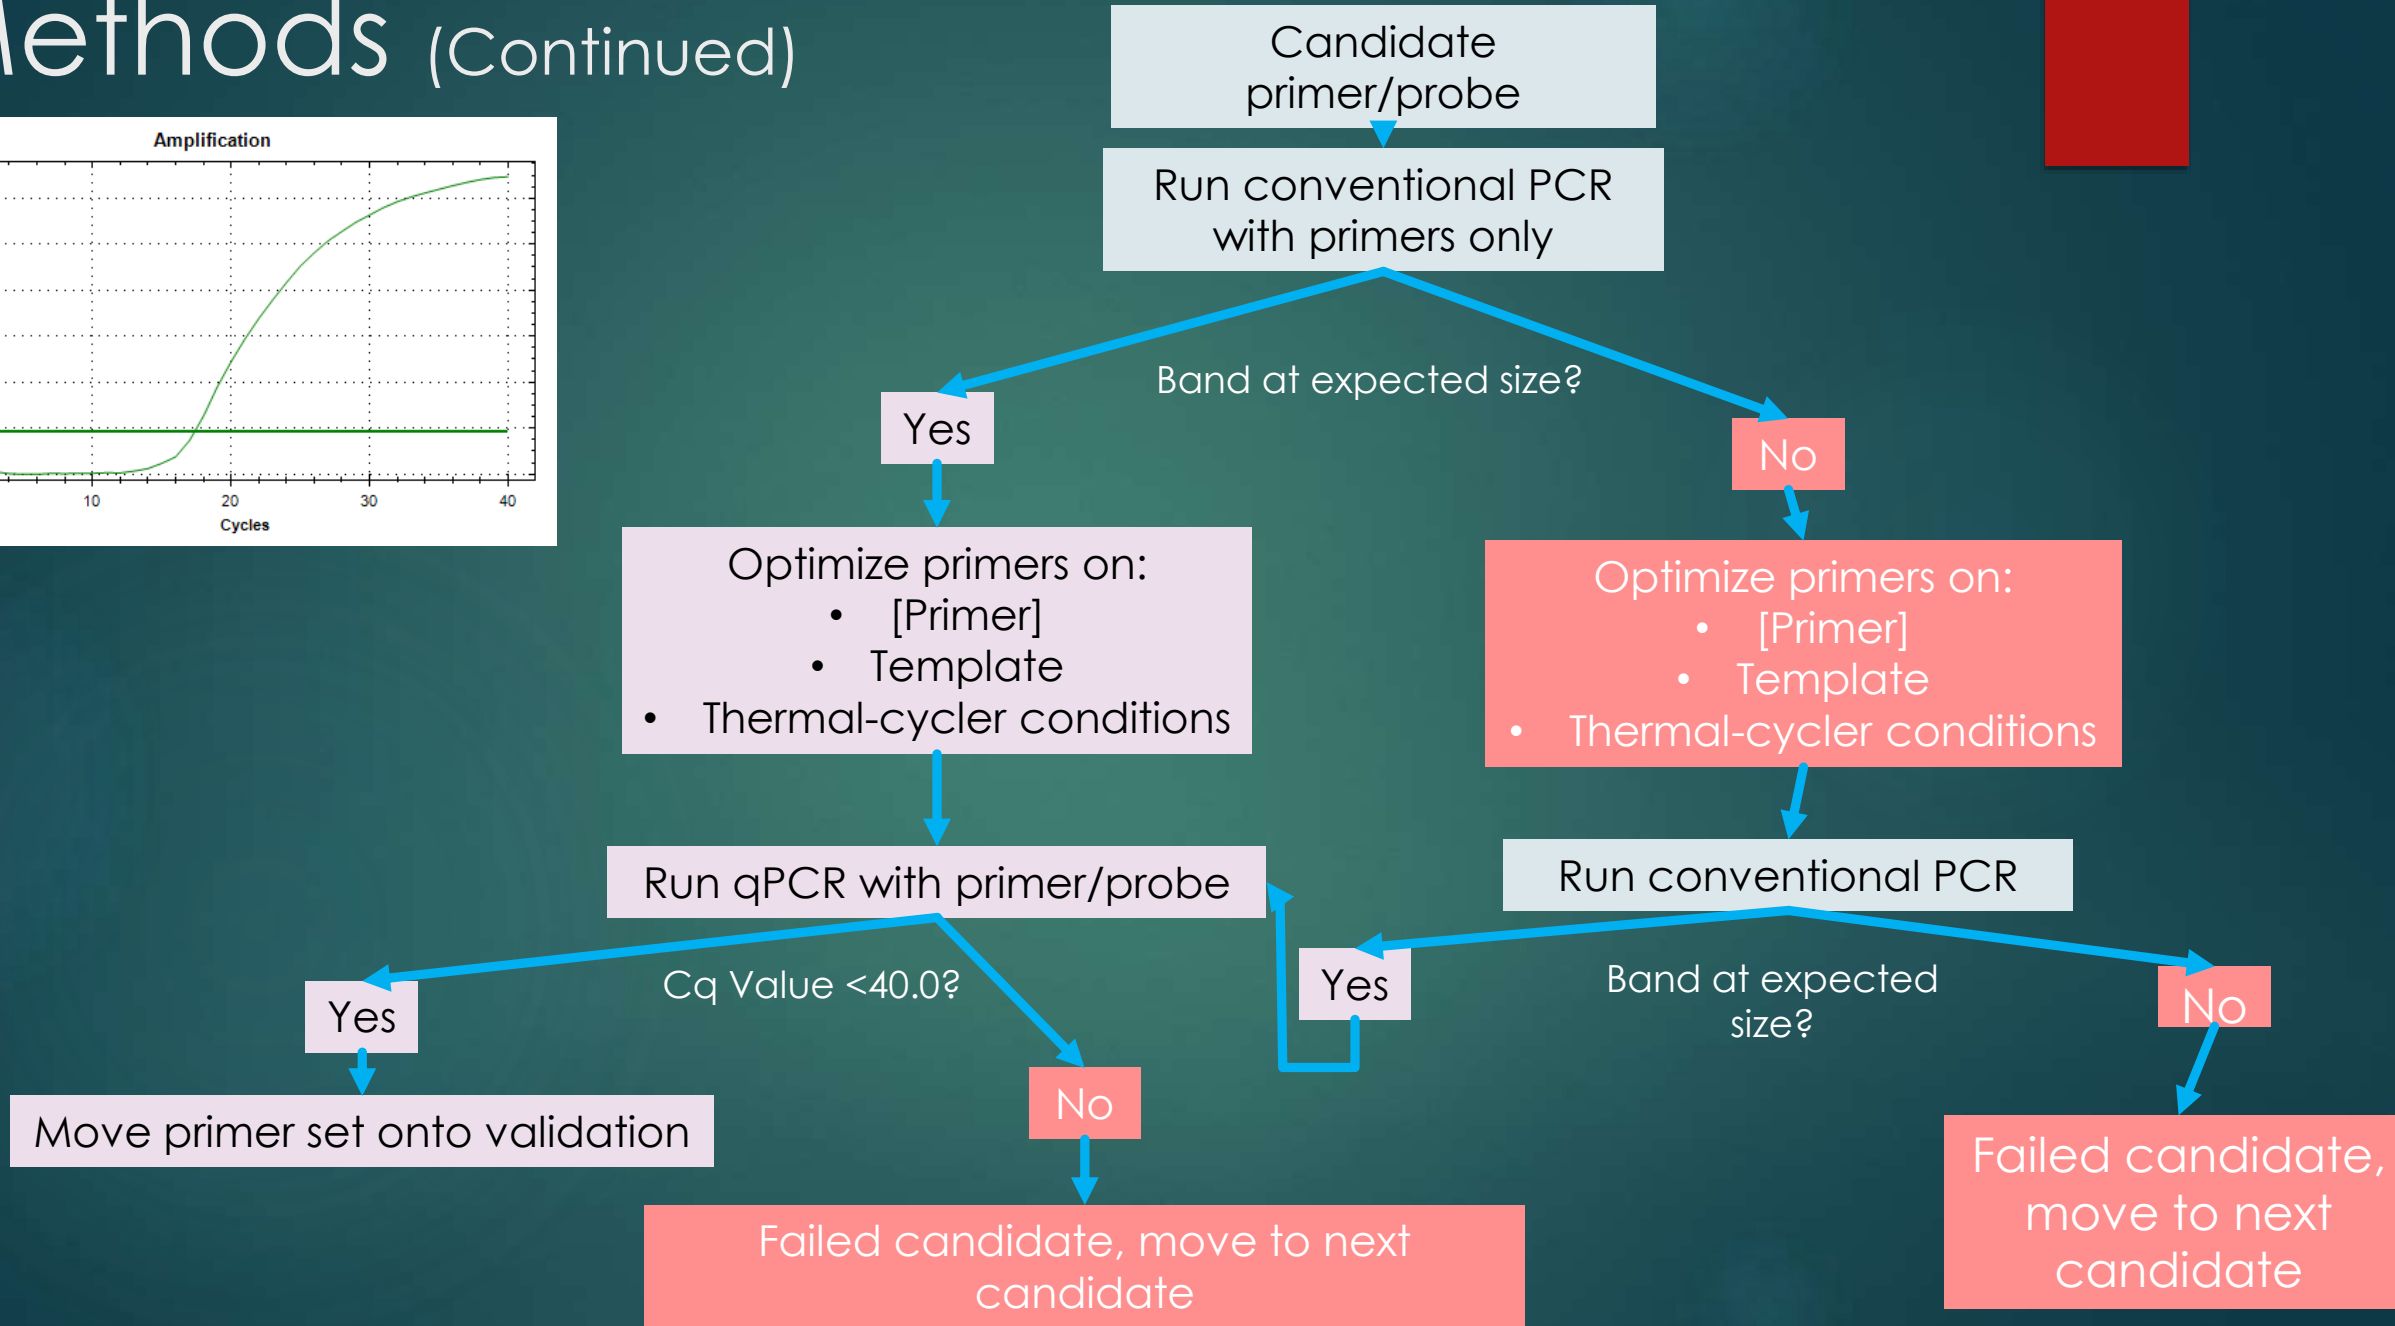 ethods (Continued)
Amplification
10
20
30
40
Cycles
Candidate
primer/probe
Run conventional PCR
with primers only
Band at expected size?
Yes
No
Optimize primers on:
• [Primer]
• Template
• Thermal-cycler conditions
Optimize primers on:
• [Primer]
• Template
• Thermal-cycler conditions
Run qPCR with primer/probe
Run conventional PCR
Cq Value <40.0?
Yes
No
Yes
Band at expected
size?
No
Move primer set onto validation
Failed candidate, move to next
candidate
Failed candidate,
move to next
candidate